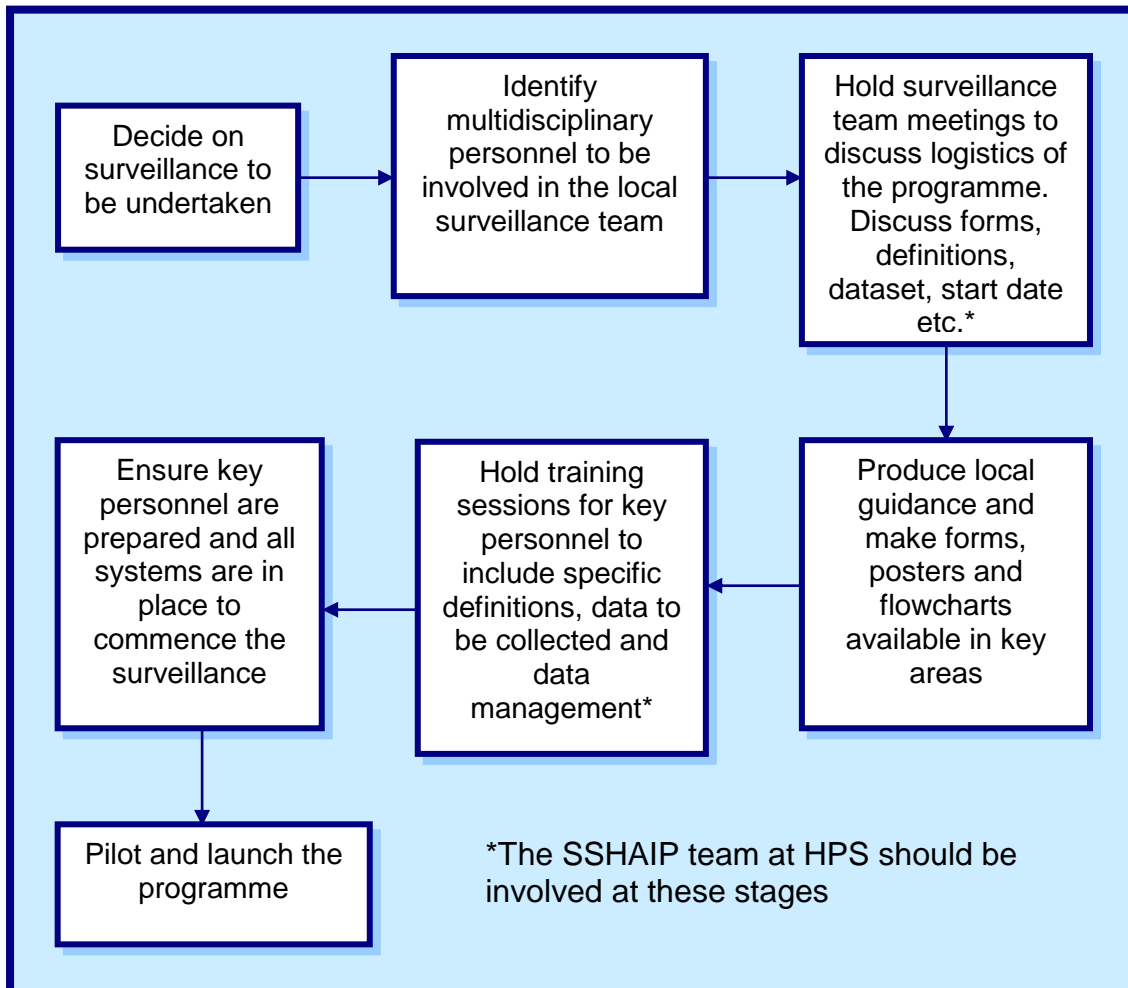 Decide on
surveillance to
be undertaken
Identify
multidisciplinary
personnel to be
involved in the local
surveillance team
Hold surveillance
team meetings to
discuss logistics of
the programme.
Discuss forms,
definitions,
dataset, start date
etc.*
Produce local
guidance and
make forms,
posters and
flowcharts
available in key
areas
Hold training
sessions for key
personnel to
include specific
definitions, data to
be collected and
data
management*
Ensure key
personnel are
prepared and all
systems are in
place to
commence the
surveillance
Pilot and launch the
programme
*The SSHAIP team at HPS should be
involved at these stages